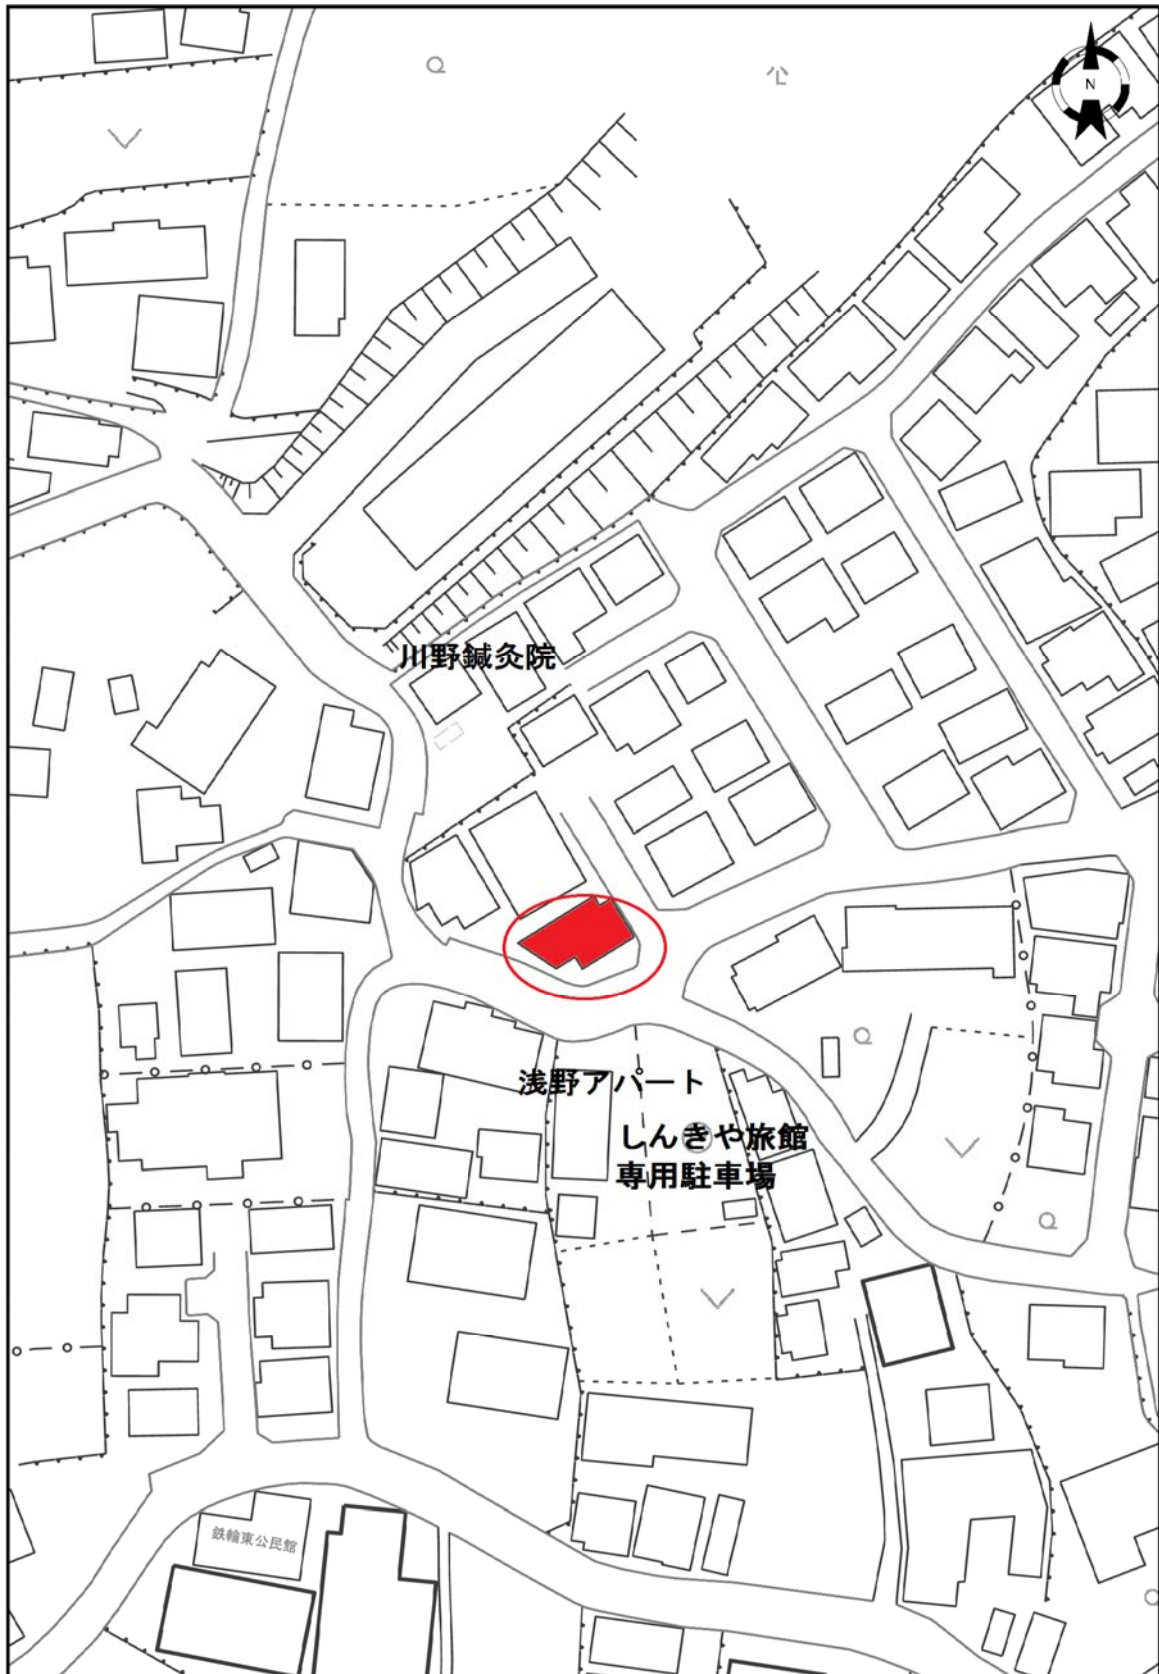 N
川野鍼灸院
浅野アパート
しんきや旅館
専用駐車場
鉄輪東公民館